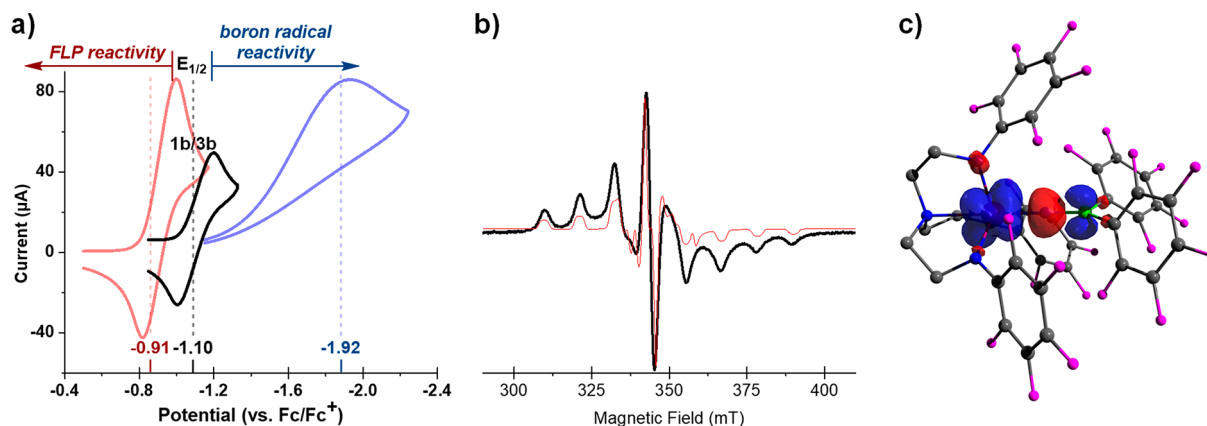 a)
FLP reactivity
E1/2
boron radical
reactivity
1b/3b
80
40
0
-40
Current (µA)
-0.91
-1.10
-1.92
-0.4
-0.8
-1.2
-1.6
-2.0
-2.4
Potential (vs. Fc/Fc+)
b)
300
325
350
375
400
Magnetic Field (mT)
c)